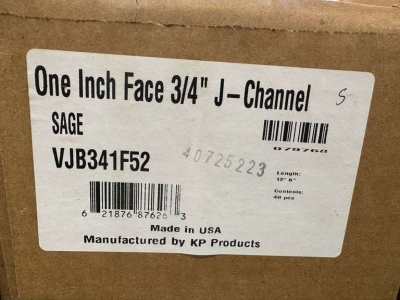 One Inch Face 3/4" J-Channel
S
SAGE
VJB341F52
40725223
079768
Length:
12' 6"
Contents:
40 pcs
6 21876 87626 3
Made in USA
Manufactured by KP Products